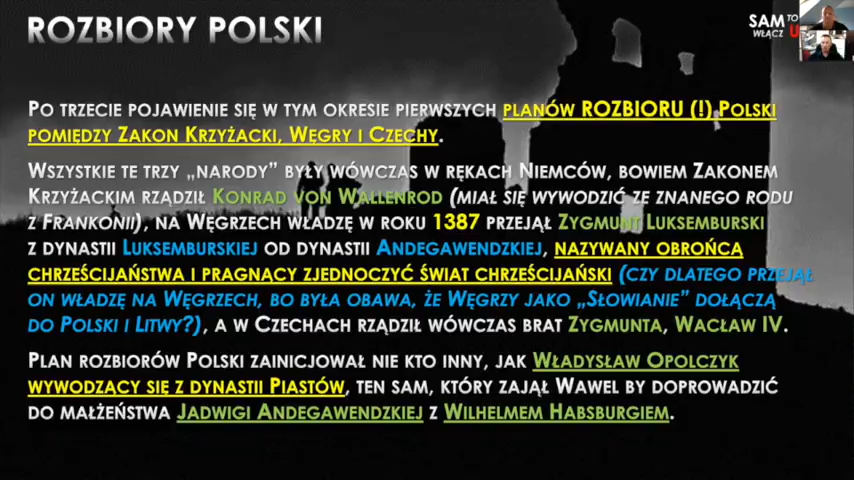 ROZBIORY POLSKI
SAM TO
WŁĄCZ U
PO TRZECIE POJAWIENIE SIĘ W TYM OKRESIE PIERWSZYCH PLANÓW ROZBIORU (!) POLSKI
POMIĘDZY ZAKON KRZYŻACKI, WĘGRY I CZECHY.
WSZYSTKIE TE TRZY „NARODY” BYŁY WÓWCZAS W RĘKACH NIEMCÓW, BOWIEM ZAKONEM
KRZYŻACKIM RZĄDZIŁ KONRAD VON WALLENROD (MIAŁ SIĘ WYWODZIĆ ZE ZNANEGO RODU
Z FRANKONII), NA WĘGRZECH WŁADZĘ W ROKU 1387 PRZEJĄŁ ZYGMUNT LUKSEMBURSKI
Z DYNASTII LUKSEMBURSKIEJ OD DYNASTII ANDEGAWENDZKIEJ, NAZYWANY OBROŃCĄ
CHRZEŚCIJAŃSTWA I PRAGNĄCY ZJEDNOCZYĆ ŚWIAT CHRZEŚCIJAŃSKI (CZY DLATEGO PRZEJĄŁ
ON WŁADZĘ NA WĘGRZECH, BO BYŁA OBAWA, ŻE WĘGRZY JAKO „SŁOWIANIE” DOŁĄCZĄ
DO POLSKI I LITWY?), A W CZECHACH RZĄDZIŁ WÓWCZAS BRAT ZYGMUNTA, WACŁAW IV.
PLAN ROZBIORÓW POLSKI ZAINICJOWAŁ NIE KTO INNY, JAK WŁADYSŁAW OPOLCZYK
WYWODZĄCY SIĘ Z DYNASTII PIASTÓW, TEN SAM, KTÓRY ZAJĄŁ WAWEL BY DOPROWADZIĆ
DO MAŁŻEŃSTWA JADWIGI ANDEGAWENDZKIEJ Z WILHELMEM HABSBURGIEM.